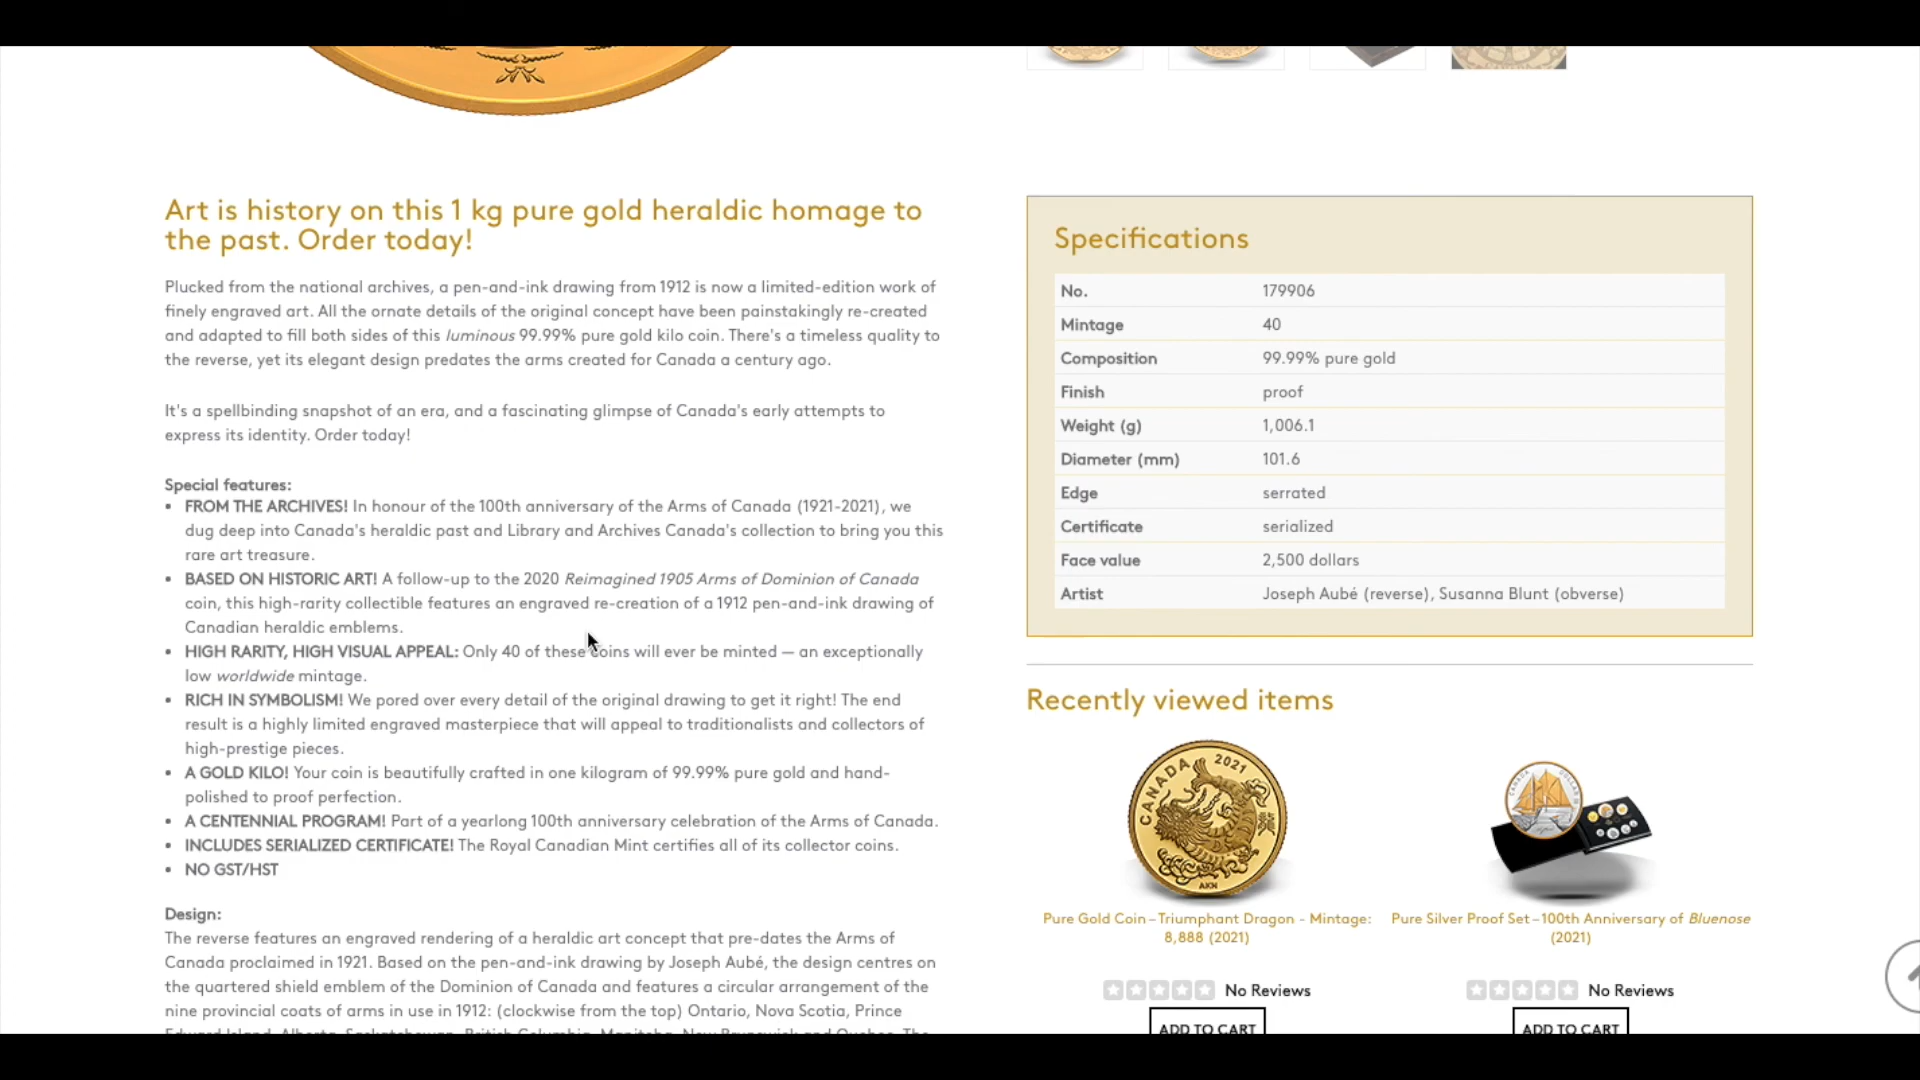 Art is history on this 1 kg pure gold heraldic homage to
the past. Order today!
Plucked from the national archives, a pen-and-ink drawing from 1912 is now a limited-edition work of
finely engraved art. All the ornate details of the original concept have been painstakingly re-created
and adapted to fill both sides of this luminous 99.99% pure gold kilo coin. There's a timeless quality to
the reverse, yet its elegant design predates the arms created for Canada a century ago.
It's a spellbinding snapshot of an era, and a fascinating glimpse of Canada's early attempts to
express its identity. Order today!
Special features:
• FROM THE ARCHIVES! In honour of the 100th anniversary of the Arms of Canada (1921-2021), we
dug deep into Canada's heraldic past and Library and Archives Canada's collection to bring you this
rare art treasure.
• BASED ON HISTORIC ART! A follow-up to the 2020 Reimagined 1905 Arms of Dominion of Canada
coin, this high-rarity collectible features an engraved re-creation of a 1912 pen-and-ink drawing of
Canadian heraldic emblems.
• HIGH RARITY, HIGH VISUAL APPEAL: Only 40 of these coins will ever be minted — an exceptionally
low worldwide mintage.
• RICH IN SYMBOLISM! We pored over every detail of the original drawing to get it right! The end
result is a highly limited engraved masterpiece that will appeal to traditionalists and collectors of
high-prestige pieces.
• A GOLD KILO! Your coin is beautifully crafted in one kilogram of 99.99% pure gold and hand-
polished to proof perfection.
• A CENTENNIAL PROGRAM! Part of a yearlong 100th anniversary celebration of the Arms of Canada.
• INCLUDES SERIALIZED CERTIFICATE! The Royal Canadian Mint certifies all of its collector coins.
• NO GST/HST
Design:
The reverse features an engraved rendering of a heraldic art concept that pre-dates the Arms of
Canada proclaimed in 1921. Based on the pen-and-ink drawing by Joseph Aubé, the design centres on
the quartered shield emblem of the Dominion of Canada and features a circular arrangement of the
nine provincial coats of arms in use in 1912: (clockwise from the top) Ontario, Nova Scotia, Prince
Edward Island, Alberta, Saskatchewan, British Columbia, Manitoba, New Brunswick and Quebec. The
Specifications
No. 179906
Mintage 40
Composition 99.99% pure gold
Finish proof
Weight (g) 1,006.1
Diameter (mm) 101.6
Edge serrated
Certificate serialized
Face value 2,500 dollars
Artist Joseph Aubé (reverse), Susanna Blunt (obverse)
Recently viewed items
CANADA 2021
AKN
Pure Gold Coin – Triumphant Dragon - Mintage:
8,888 (2021)
No Reviews
ADD TO CART
Pure Silver Proof Set – 100th Anniversary of Bluenose
(2021)
No Reviews
ADD TO CART